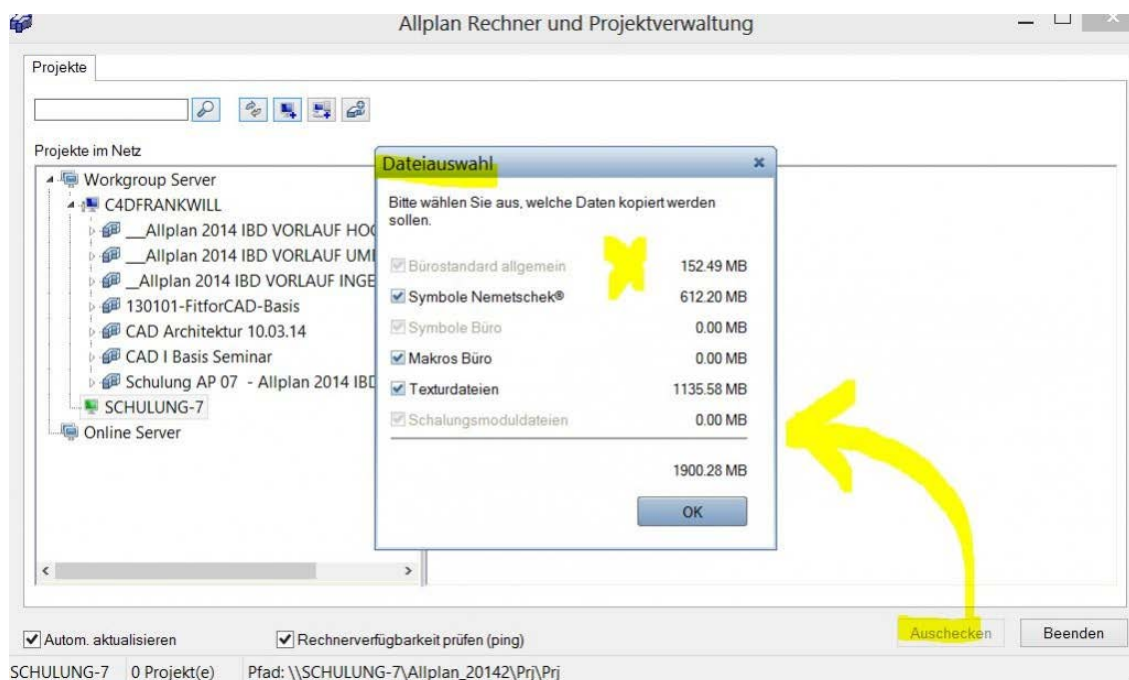 Allplan Rechner und Projektverwaltung
Projekte
Projekte im Netz
Workgroup Server
C4DFRANKWILL
__Allplan 2014 IBD VORLAUF HO
__Allplan 2014 IBD VORLAUF UM
_Allplan 2014 IBD VORLAUF INGE
130101-FitforCAD-Basis
CAD Architektur 10.03.14
CAD I Basis Seminar
Schulung AP 07 - Allplan 2014 IBD
SCHULUNG-7
Online Server
Dateiauswahl
Bitte wählen Sie aus, welche Daten kopiert werden
sollen.
Bürostandard allgemein 152.49 MB
Symbole Nemetschek® 612.20 MB
Symbole Büro 0.00 MB
Makros Büro 0.00 MB
Texturdateien 1135.58 MB
Schalungsmoduldateien 0.00 MB
1900.28 MB
OK
Autom. aktualisieren
Rechnerverfügbarkeit prüfen (ping)
Auschecken
Beenden
SCHULUNG-7 0 Projekt(e) Pfad: \\SCHULUNG-7\Allplan_20142\Prj\Prj